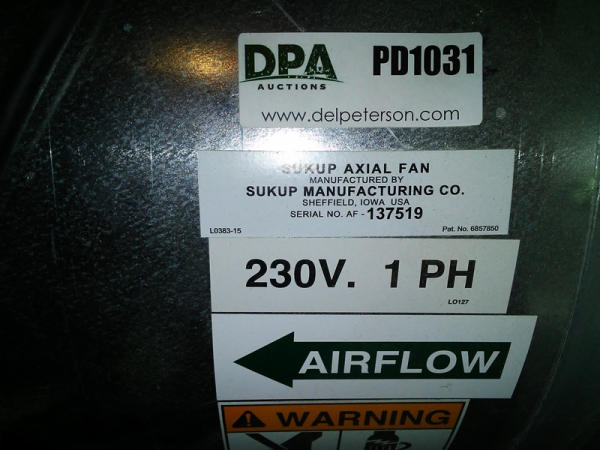 DPA PD1031
AUCTIONS
www.delpeterson.com
SUKUP AXIAL FAN
MANUFACTURED BY
SUKUP MANUFACTURING CO.
SHEFFIELD, IOWA USA
SERIAL NO. AF - 137519
L0383-15 Pat. No. 6857850
230V. 1 PH
LO127
AIRFLOW
WARNING